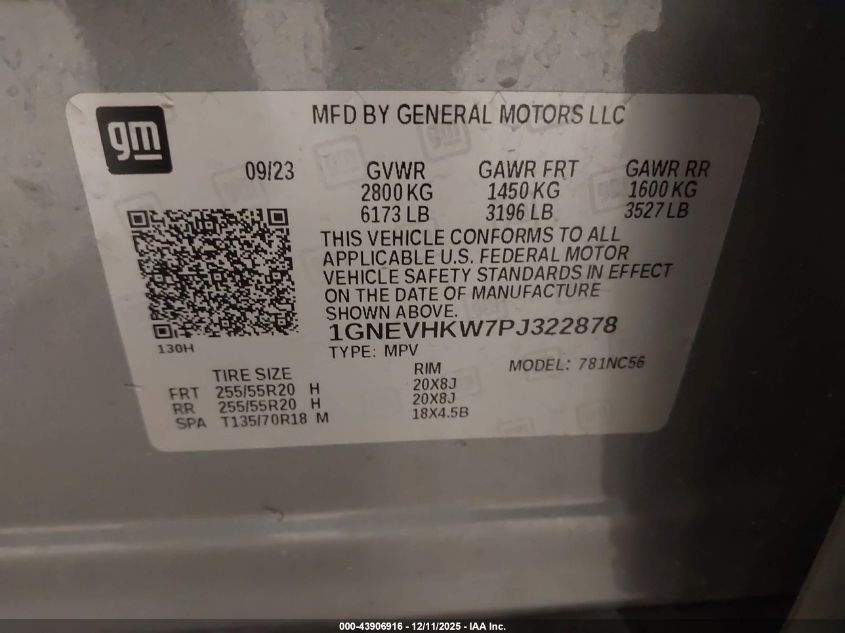 gm
MFD BY GENERAL MOTORS LLC
09/23 GVWR GAWR FRT GAWR RR
2800 KG 1450 KG 1600 KG
6173 LB 3196 LB 3527 LB
THIS VEHICLE CONFORMS TO ALL
APPLICABLE U.S. FEDERAL MOTOR
VEHICLE SAFETY STANDARDS IN EFFECT
ON THE DATE OF MANUFACTURE
SHOWN ABOVE.
1GNEVHKW7PJ322878
130H
TYPE: MPV
MODEL: 781NC56
TIRE SIZE RIM
FRT 255/55R20 H 20X8J
RR 255/55R20 H 20X8J
SPA T135/70R18 M 18X4.5B
000-43906916 - 12/11/2025 - IAA Inc.